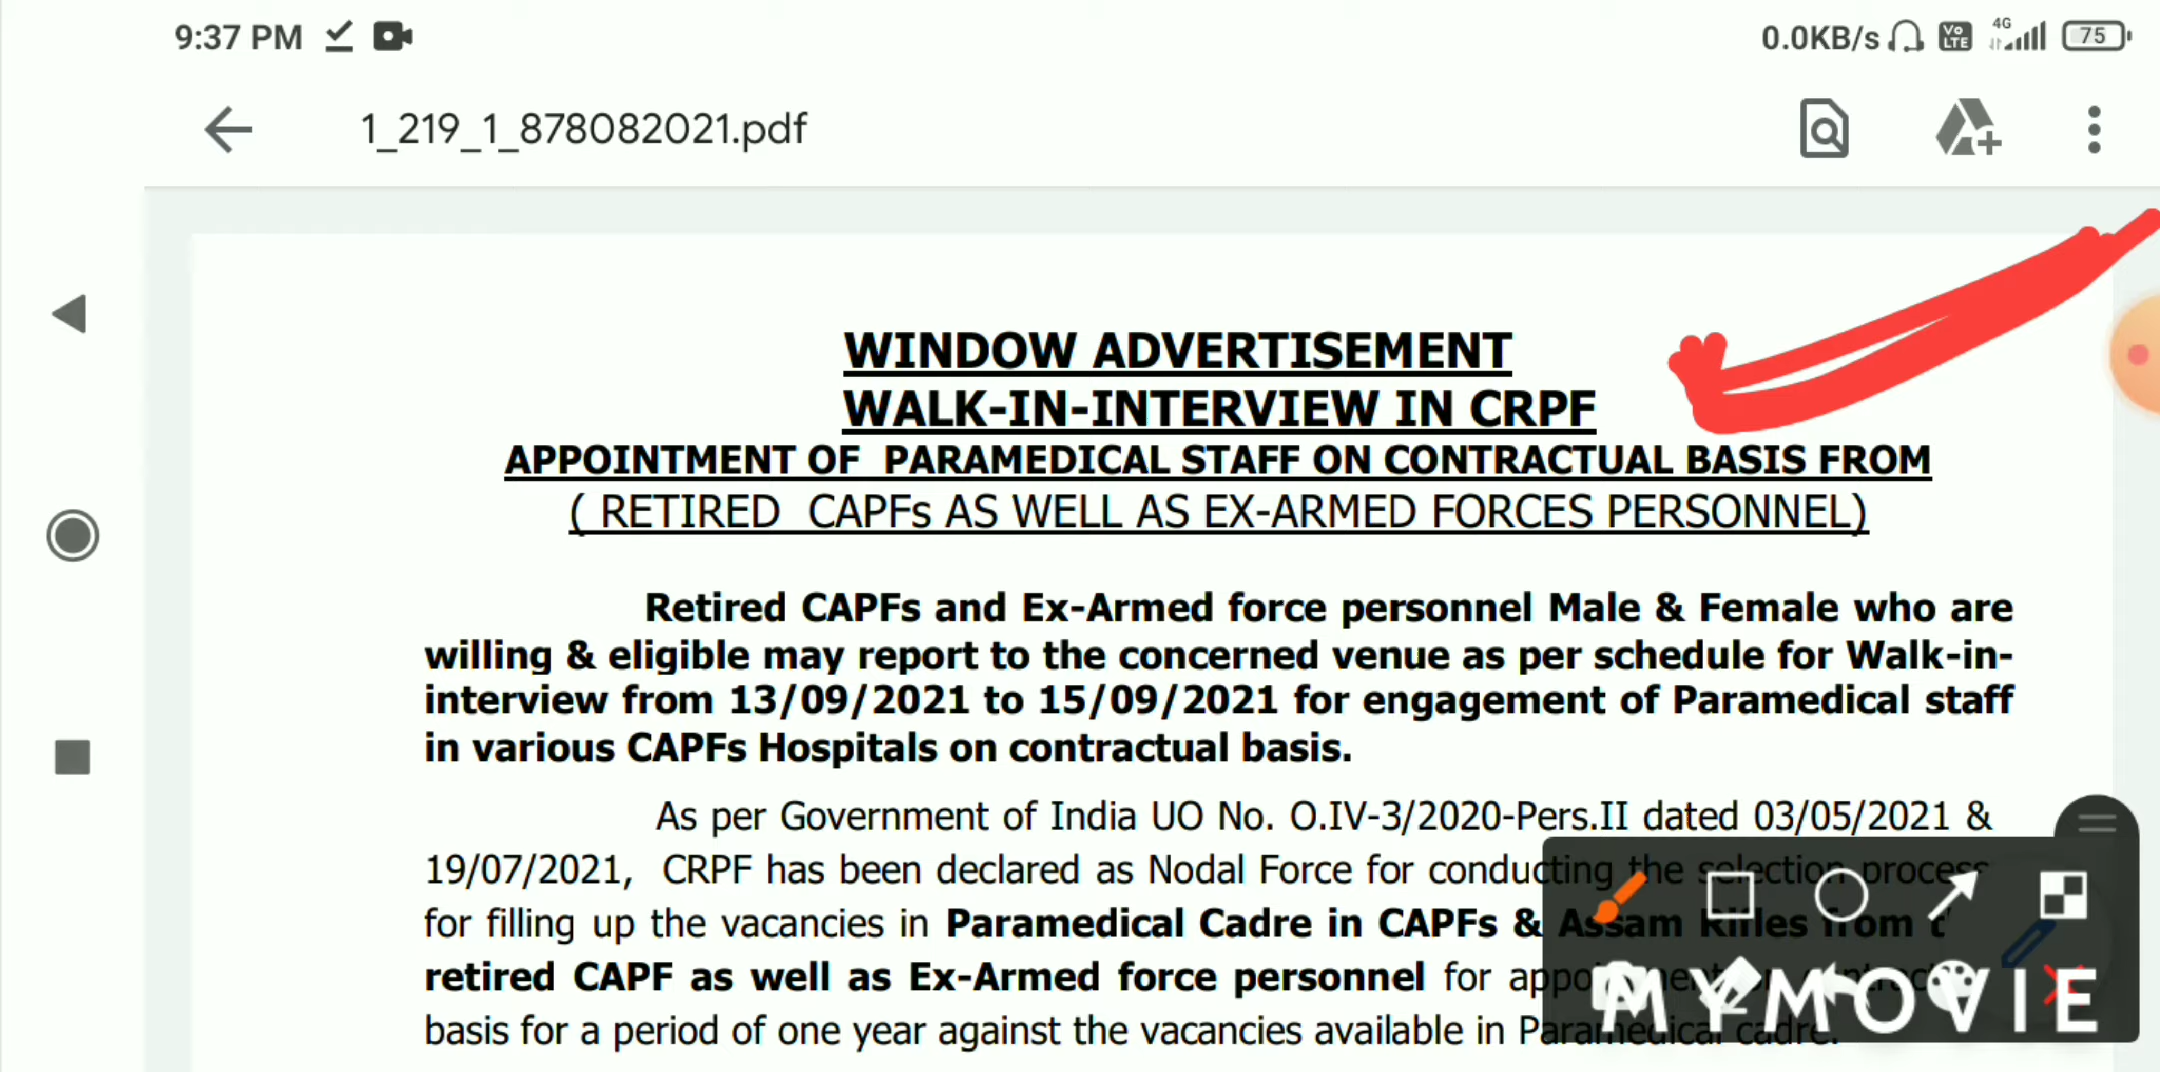 9:37 PM
0.0KB/s Vo LTE 4G 75
1_219_1_878082021.pdf
WINDOW ADVERTISEMENT
WALK-IN-INTERVIEW IN CRPF
APPOINTMENT OF PARAMEDICAL STAFF ON CONTRACTUAL BASIS FROM
( RETIRED CAPFs AS WELL AS EX-ARMED FORCES PERSONNEL)
Retired CAPFs and Ex-Armed force personnel Male & Female who are
willing & eligible may report to the concerned venue as per schedule for Walk-in-
interview from 13/09/2021 to 15/09/2021 for engagement of Paramedical staff
in various CAPFs Hospitals on contractual basis.
As per Government of India UO No. O.IV-3/2020-Pers.II dated 03/05/2021 &
19/07/2021, CRPF has been declared as Nodal Force for conducting the selection process
for filling up the vacancies in Paramedical Cadre in CAPFs & Assam Rifles from
retired CAPF as well as Ex-Armed force personnel for
basis for a period of one year against the vacancies available in Paramedical cadre.
MYMOVIE